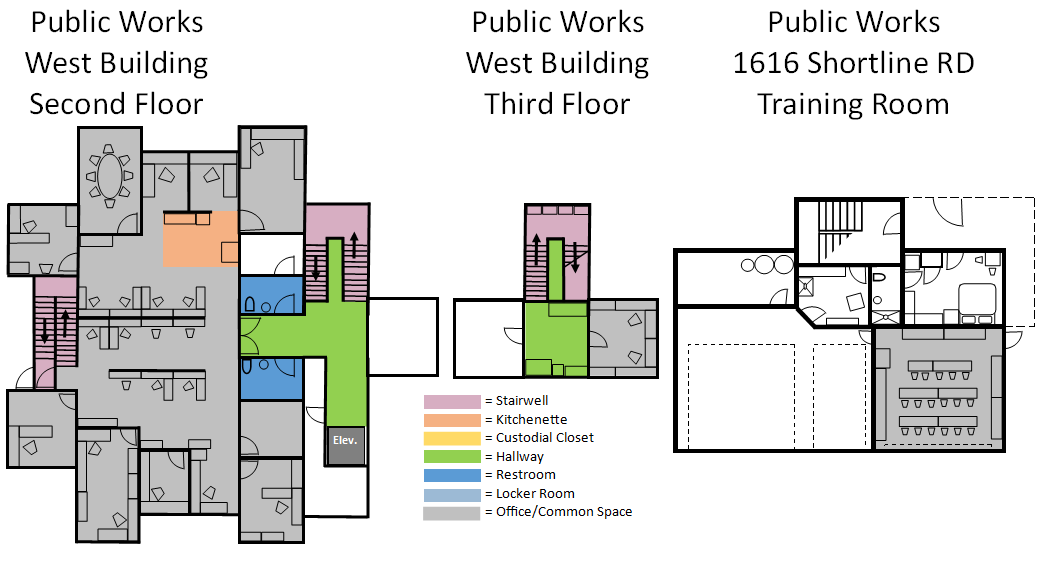 Public Works
West Building
Second Floor
Public Works
West Building
Third Floor
Public Works
1616 Shortline RD
Training Room
Elev.
= Stairwell
= Kitchenette
= Custodial Closet
= Hallway
= Restroom
= Locker Room
= Office/Common Space